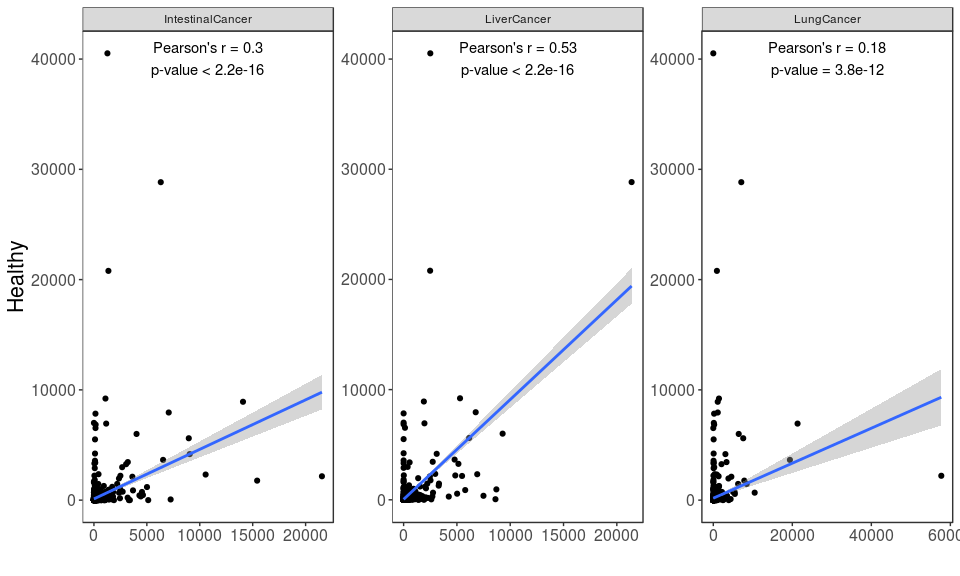 IntestinalCancer
LiverCancer
LungCancer
Pearson's r = 0.3
p-value < 2.2e-16
Pearson's r = 0.53
p-value < 2.2e-16
Pearson's r = 0.18
p-value = 3.8e-12
Healthy
40000
30000
20000
10000
0
40000
30000
20000
10000
0
40000
30000
20000
10000
0
0 5000 10000 15000 20000
0 5000 10000 15000 20000
0 20000 40000 6000